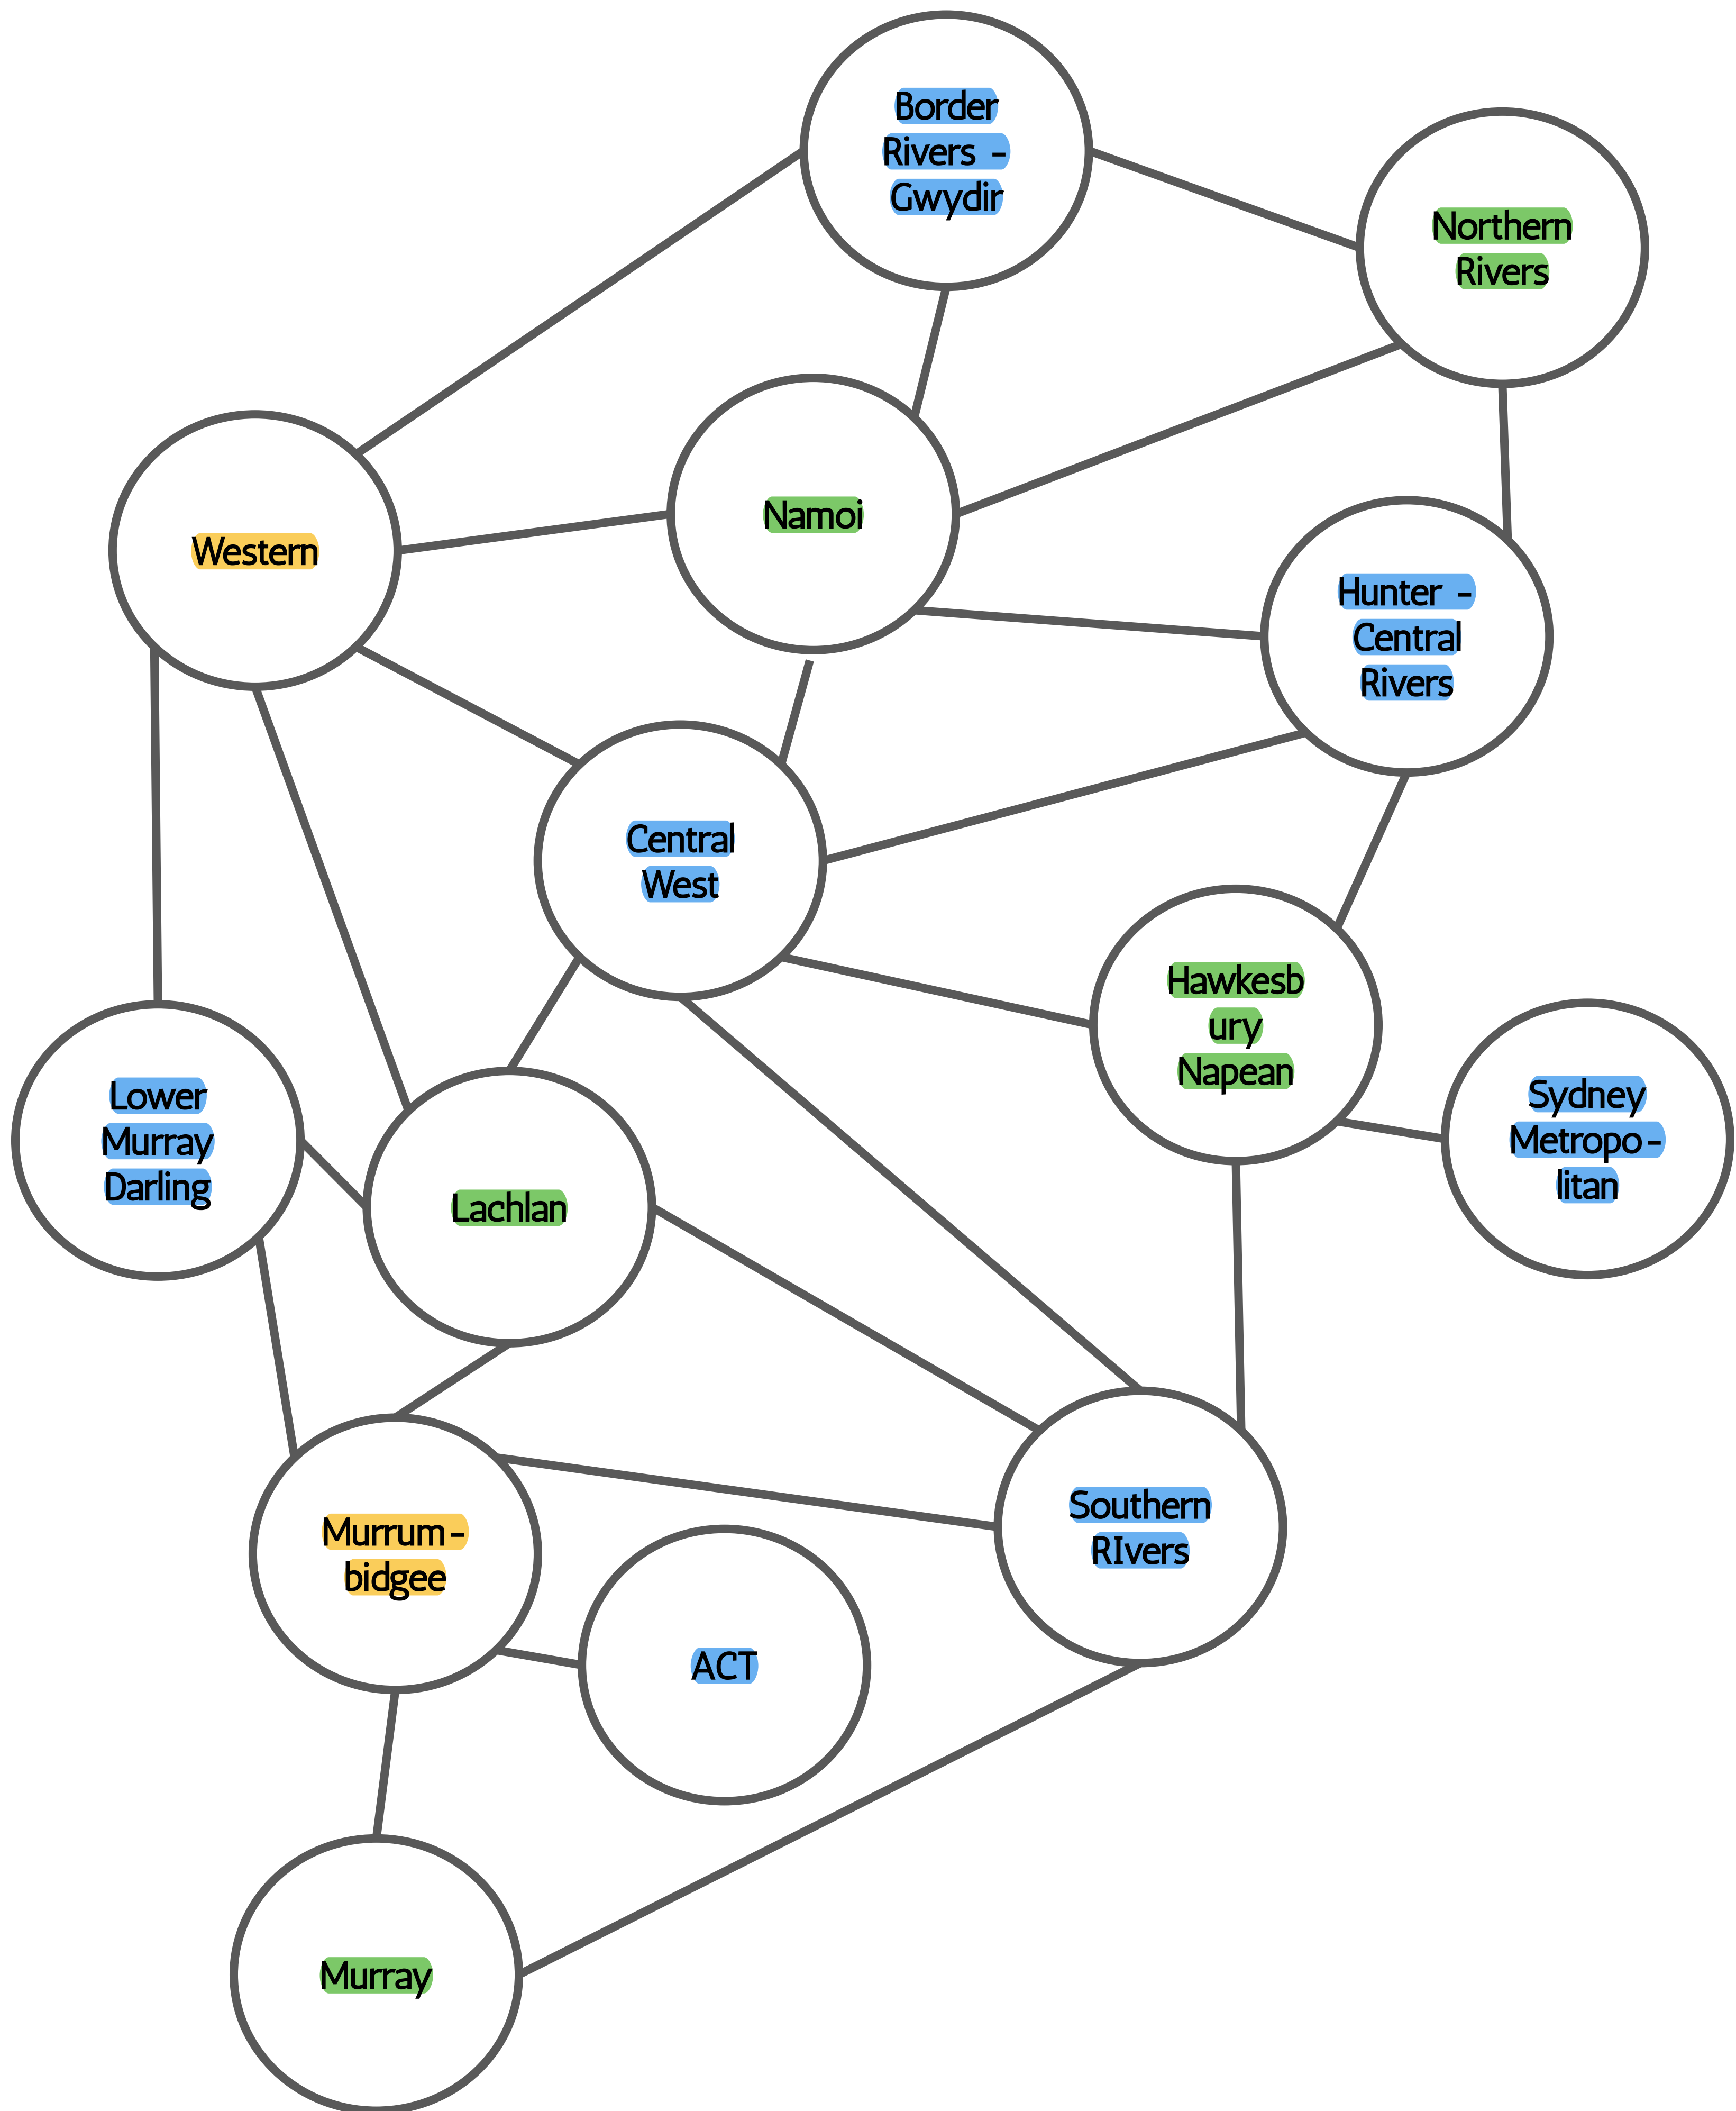 Border
Rivers -
Gwydir
Northern
Rivers
Namoi
Western
Hunter -
Central
Rivers
Central
West
Hawkesb
ury
Napean
Lower
Murray
Darling
Sydney
Metropo-
litan
Lachlan
Southern
RIvers
Murrum-
bidgee
ACT
Murray